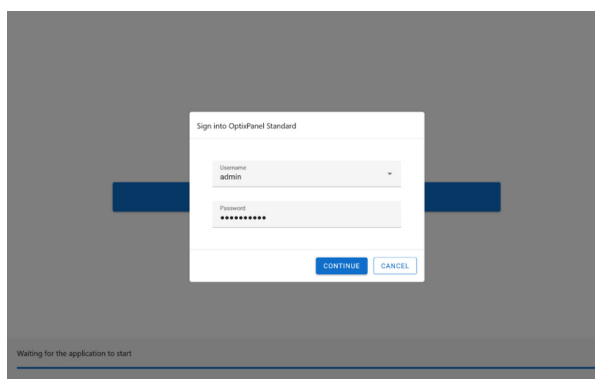 Sign into OptixPanel Standard
Username
admin
Password
••••••••••
CONTINUE CANCEL
Waiting for the application to start